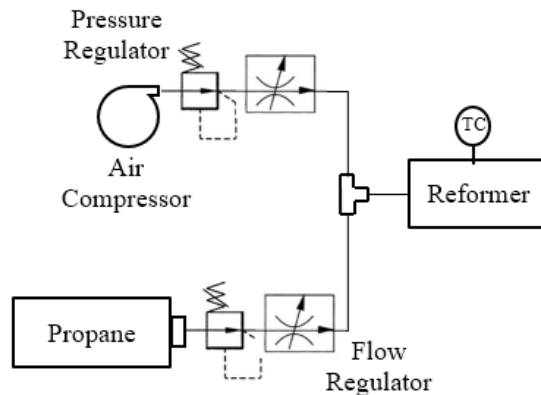 Pressure
Regulator
Air
Compressor
TC
Reformer
Propane
Flow
Regulator